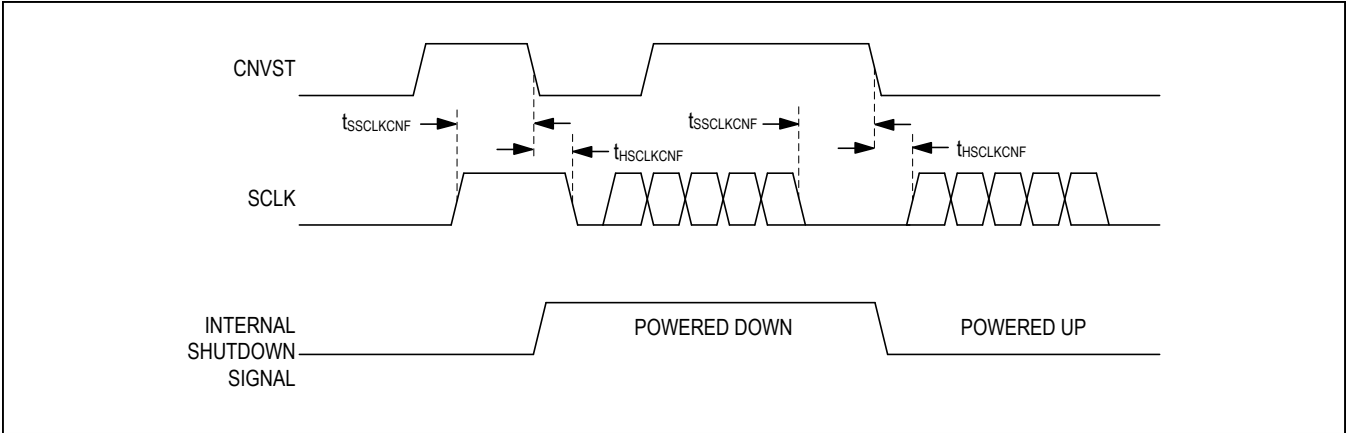 CNVST
tSSCLKCNF
tSSCLKCNF
tHSCLKCNF
tHSCLKCNF
SCLK
INTERNAL
SHUTDOWN
SIGNAL
POWERED DOWN
POWERED UP